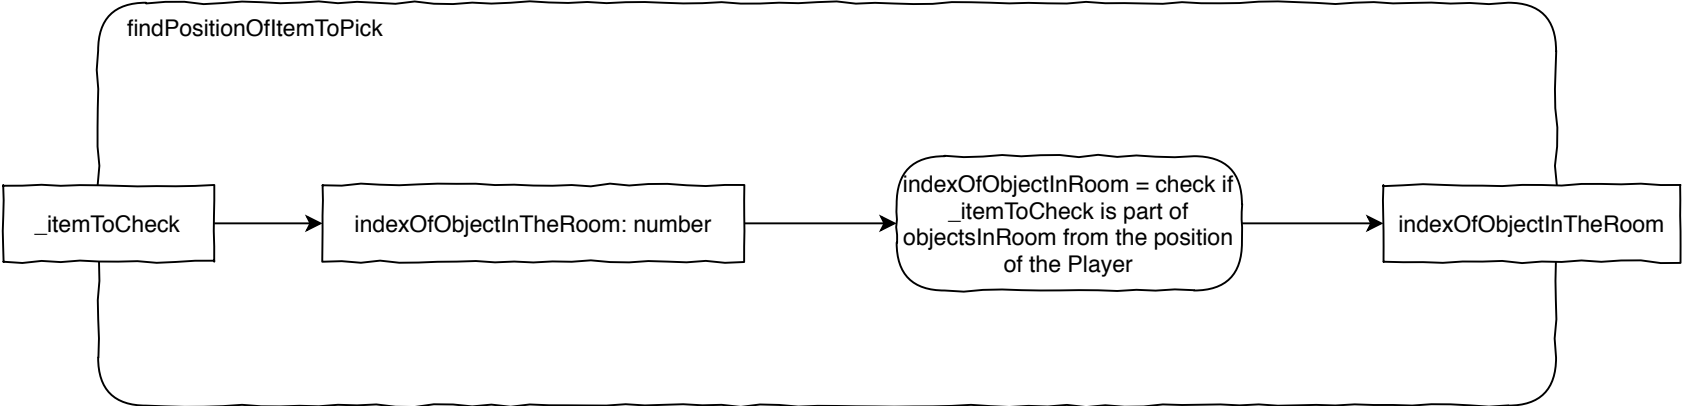 findPositionOfItemToPick
_itemToCheck
indexOfObjectInTheRoom: number
indexOfObjectInRoom = check if
_itemToCheck is part of
objectsInRoom from the position
of the Player
indexOfObjectInTheRoom